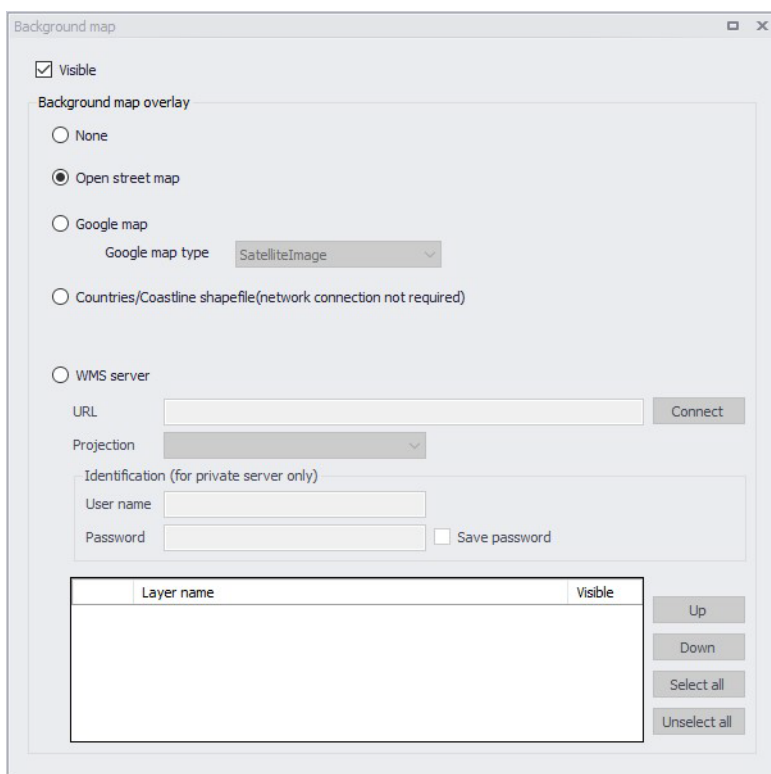 Background map
Visible
Background map overlay
None
Open street map
Google map
Google map type SatelliteImage
Countries/Coastline shapefile(network connection not required)
WMS server
URL Connect
Projection
Identification (for private server only)
User name
Password Save password
Layer name Visible
Up
Down
Select all
Unselect all